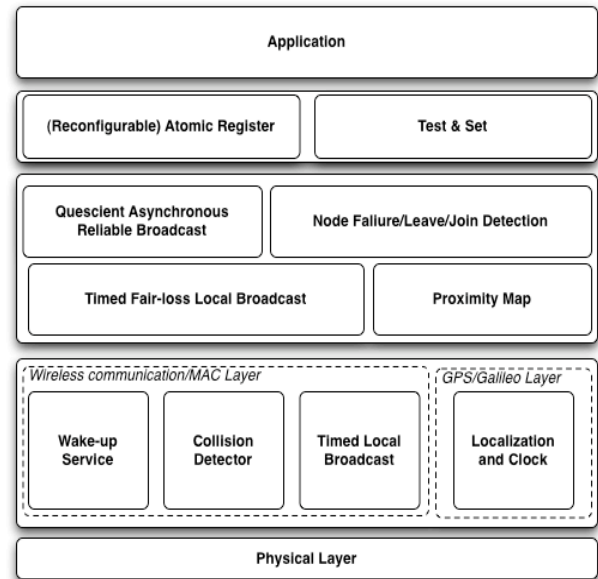 Application
(Reconfigurable) Atomic Register
Test & Set
Quescient Asynchronous
Reliable Broadcast
Node Faliure/Leave/Join Detection
Timed Fair-loss Local Broadcast
Proximity Map
Wireless communication/MAC Layer
GPS/Galileo Layer
Wake-up
Service
Collision
Detector
Timed Local
Broadcast
Localization
and Clock
Physical Layer